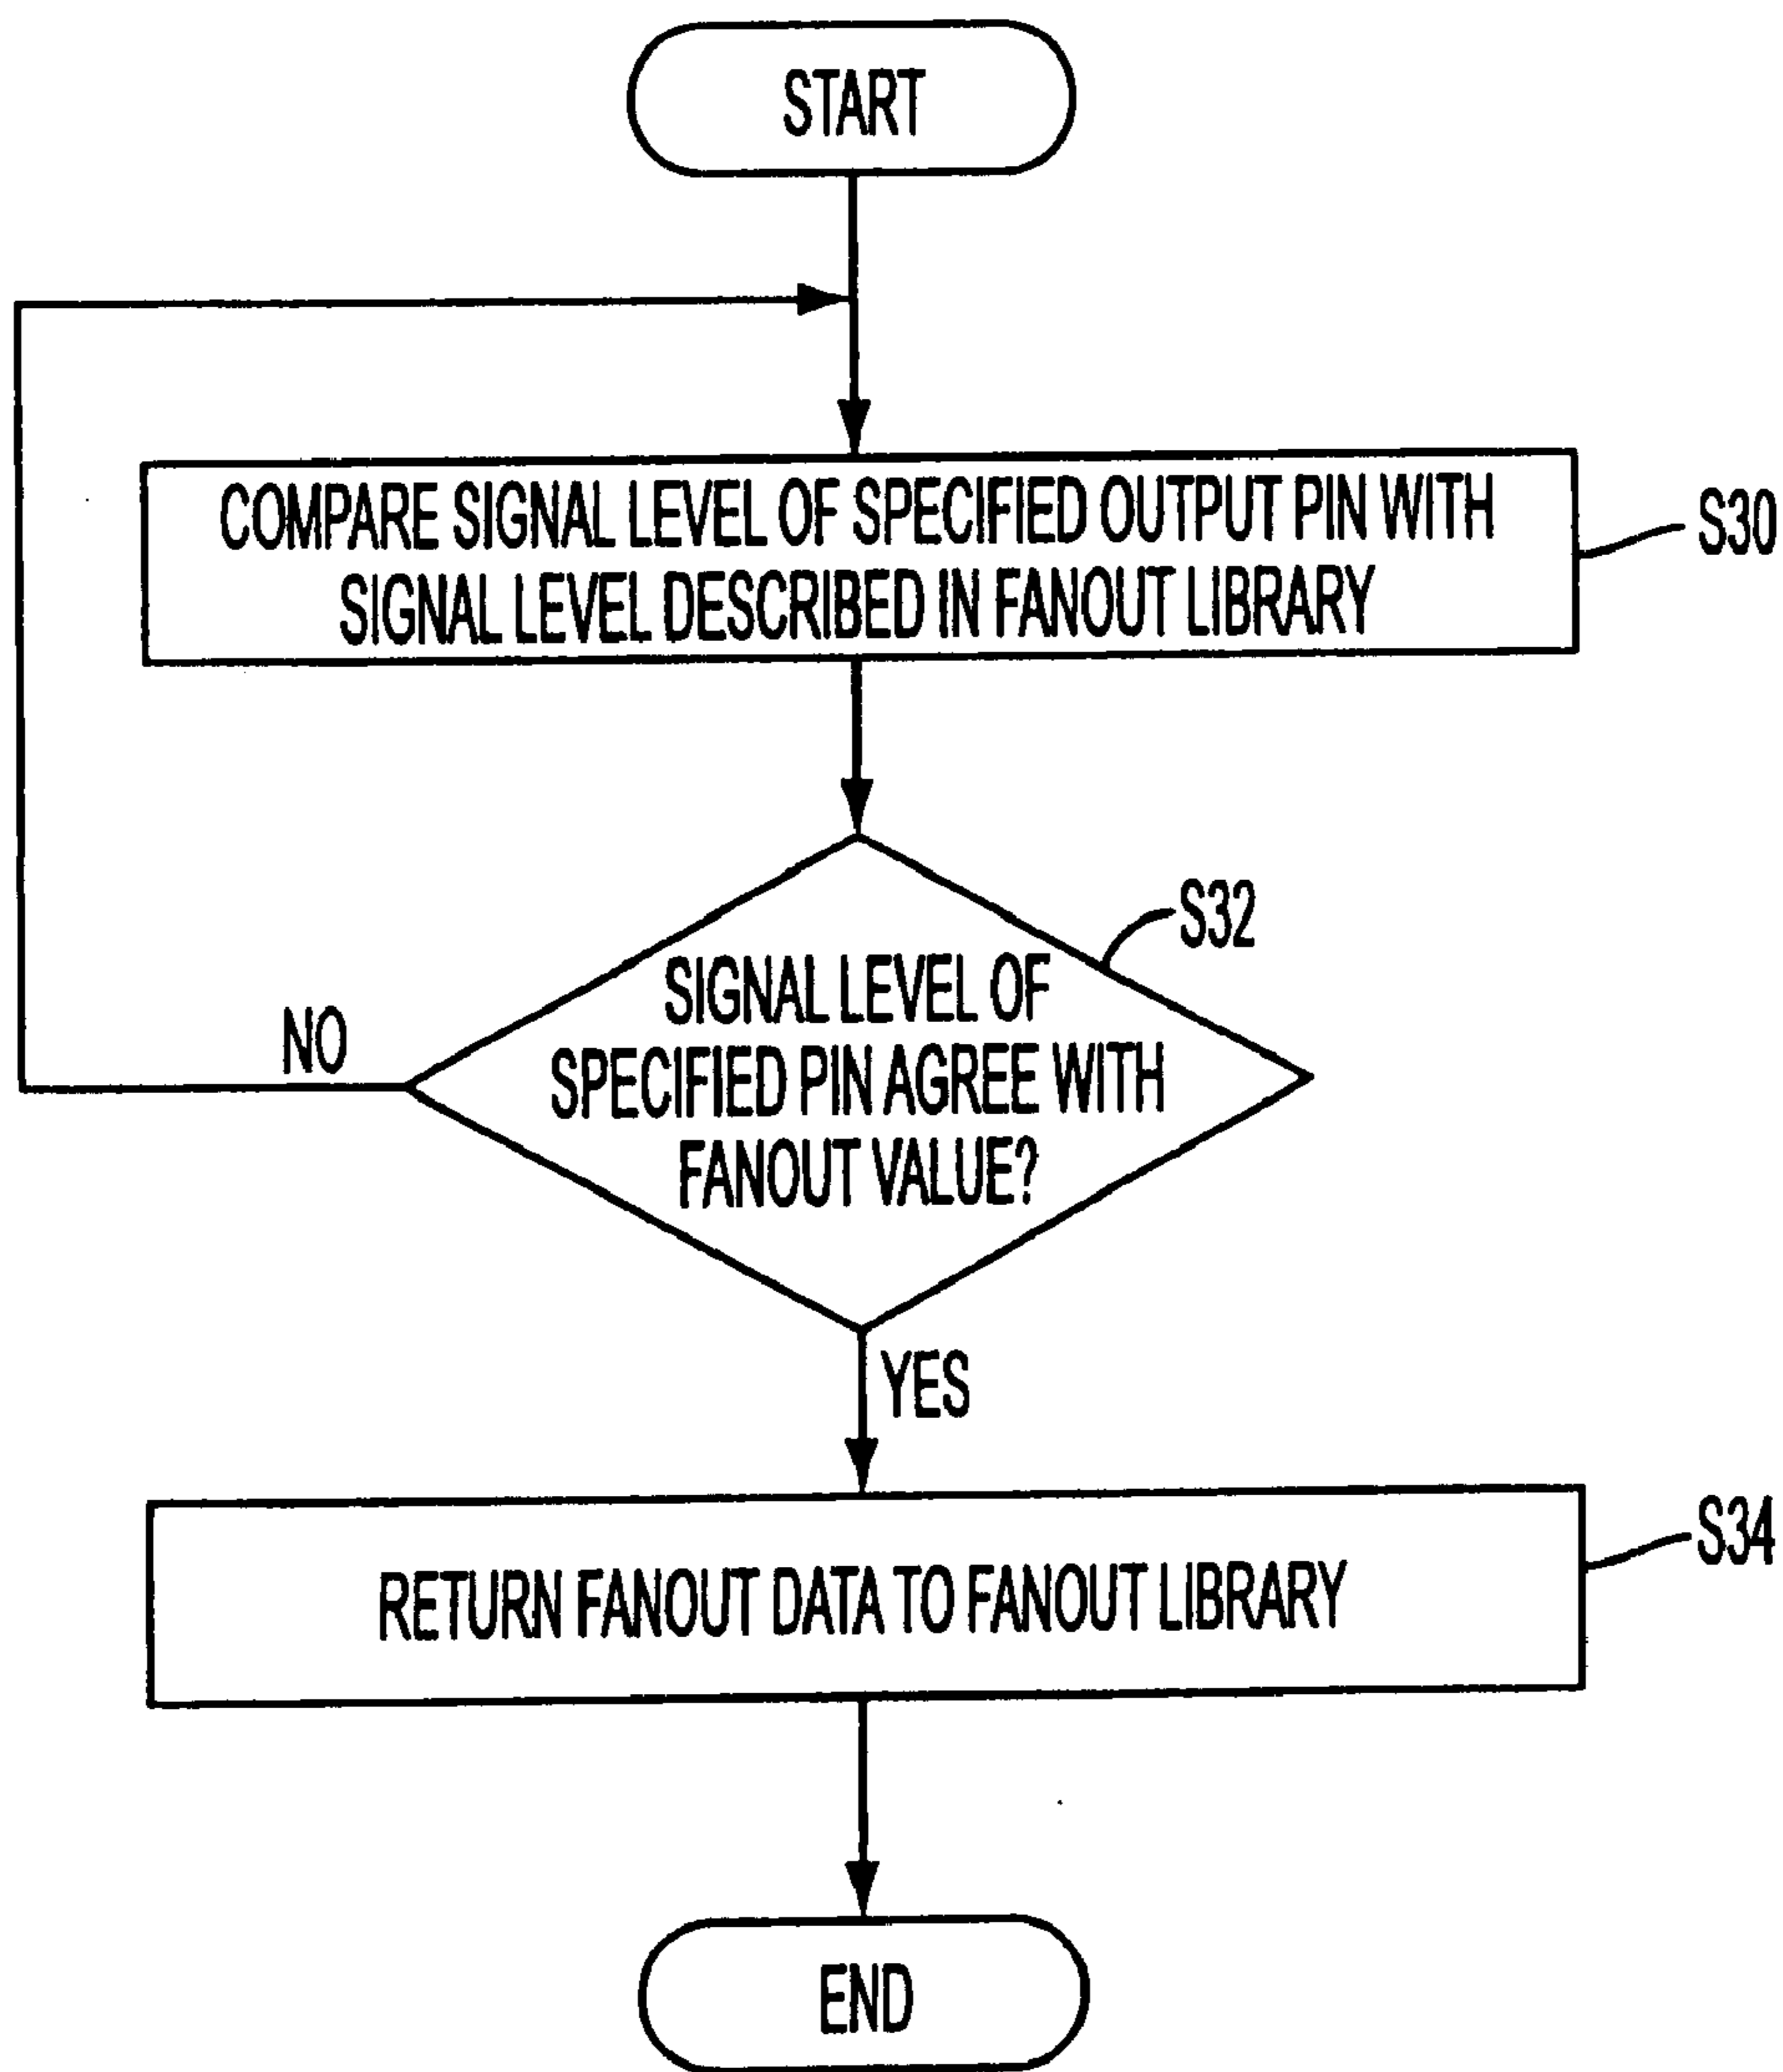 START
COMPARE SIGNAL LEVEL OF SPECIFIED OUTPUT PIN WITH
SIGNAL LEVEL DESCRIBED IN FANOUT LIBRARY
S30
S32
SIGNAL LEVEL OF
SPECIFIED PIN AGREE WITH
FANOUT VALUE?
NO
YES
RETURN FANOUT DATA TO FANOUT LIBRARY
S34
END